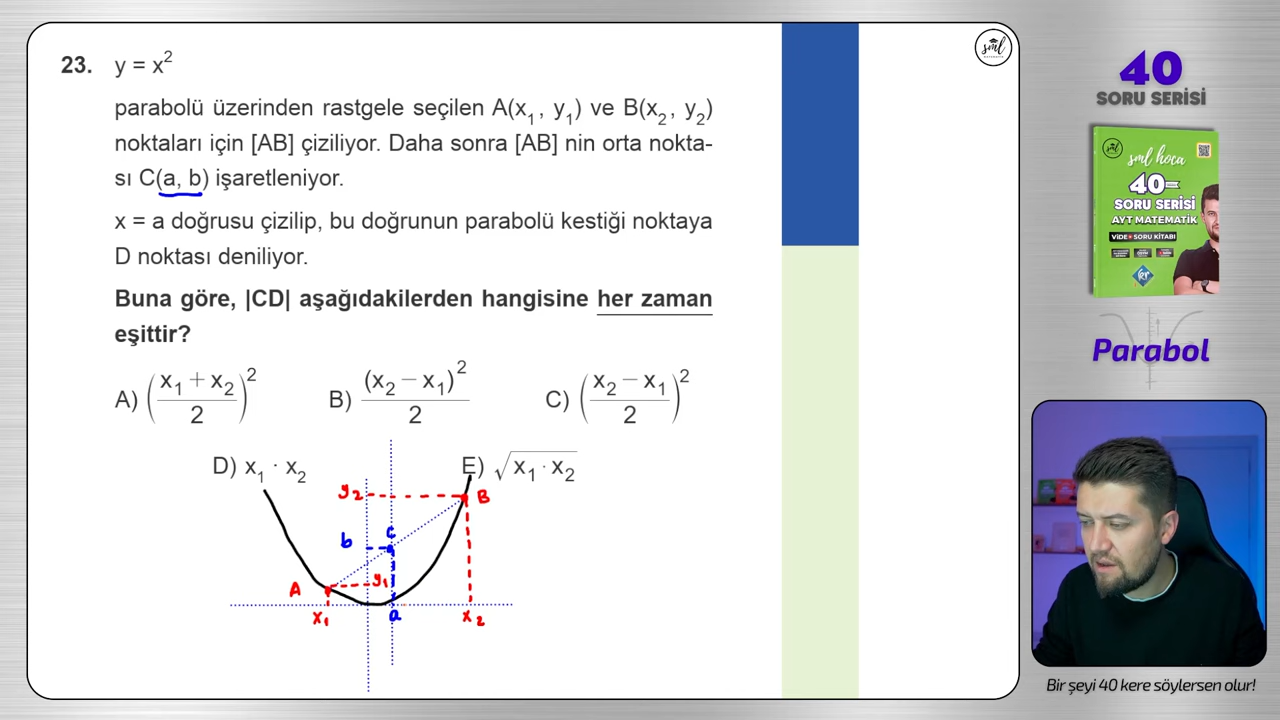 23. y = x²
parabolü üzerinden rastgele seçilen A(x₁, y₁) ve B(x₂, y₂)
noktaları için [AB] çiziliyor. Daha sonra [AB] nin orta nokta-
sı C(a, b) işaretleniyor.
x = a doğrusu çizilip, bu doğrunun parabolü kestiği noktaya
D noktası deniliyor.
Buna göre, |CD| aşağıdakilerden hangisine her zaman
eşittir?
A) ((x₁ + x₂)/2)² B) (x₂ − x₁)²/2 C) ((x₂ − x₁)/2)²
D) x₁ · x₂ E) √(x₁ · x₂)
y₂ B
b C
A y₁
x₁ a x₂
sml
40
SORU SERİSİ
sml hoca
40
SORU SERİSİ
AYT MATEMATİK
VİDEO SORU KİTABI
Parabol
Bir şeyi 40 kere söylersen olur!